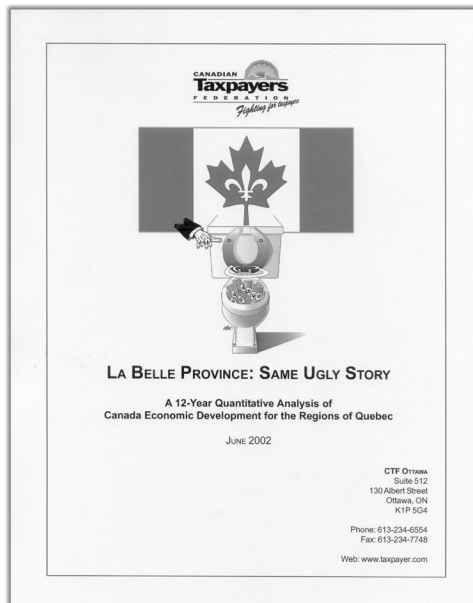 CANADIAN
Taxpayers
FEDERATION
Fighting for taxpayers
LA BELLE PROVINCE: SAME UGLY STORY
A 12-Year Quantitative Analysis of
Canada Economic Development for the Regions of Quebec
JUNE 2002
CTF OTTAWA
Suite 512
130 Albert Street
Ottawa, ON
K1P 5G4
Phone: 613-234-6554
Fax: 613-234-7748
Web: www.taxpayer.com